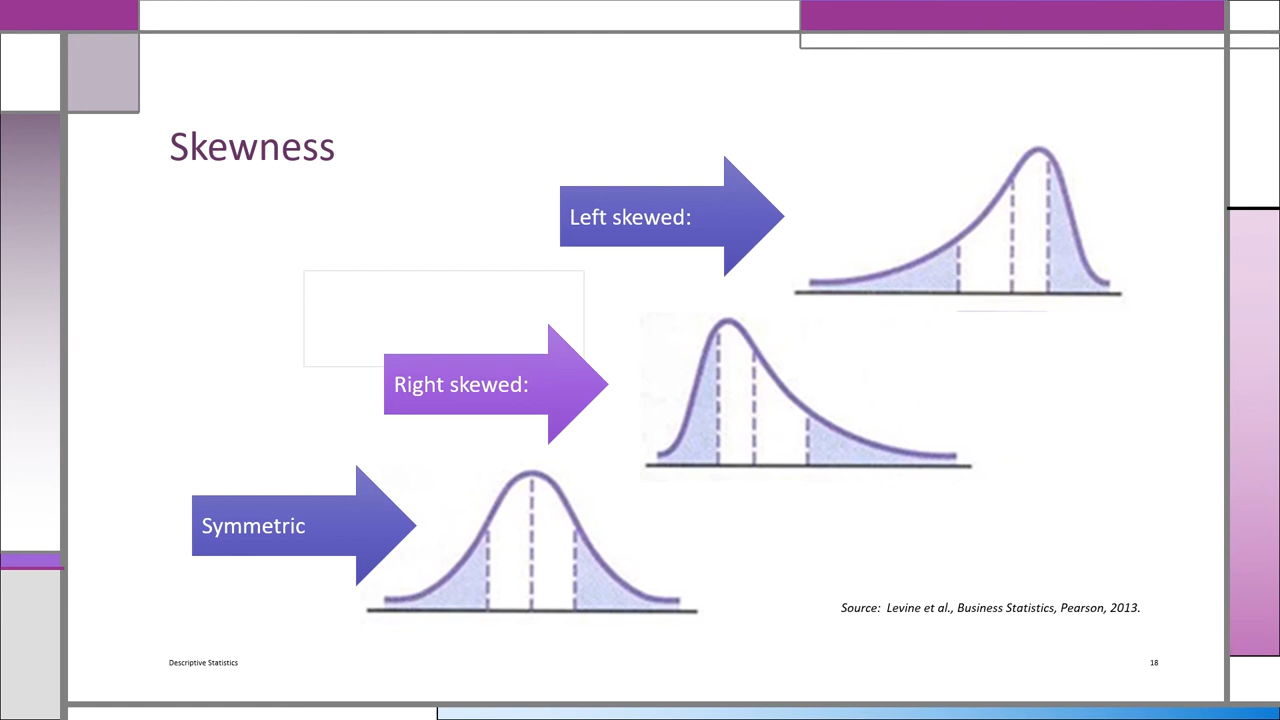 Skewness
Left skewed:
Right skewed:
Symmetric
Source:  Levine et al., Business Statistics, Pearson, 2013.
Descriptive Statistics
18